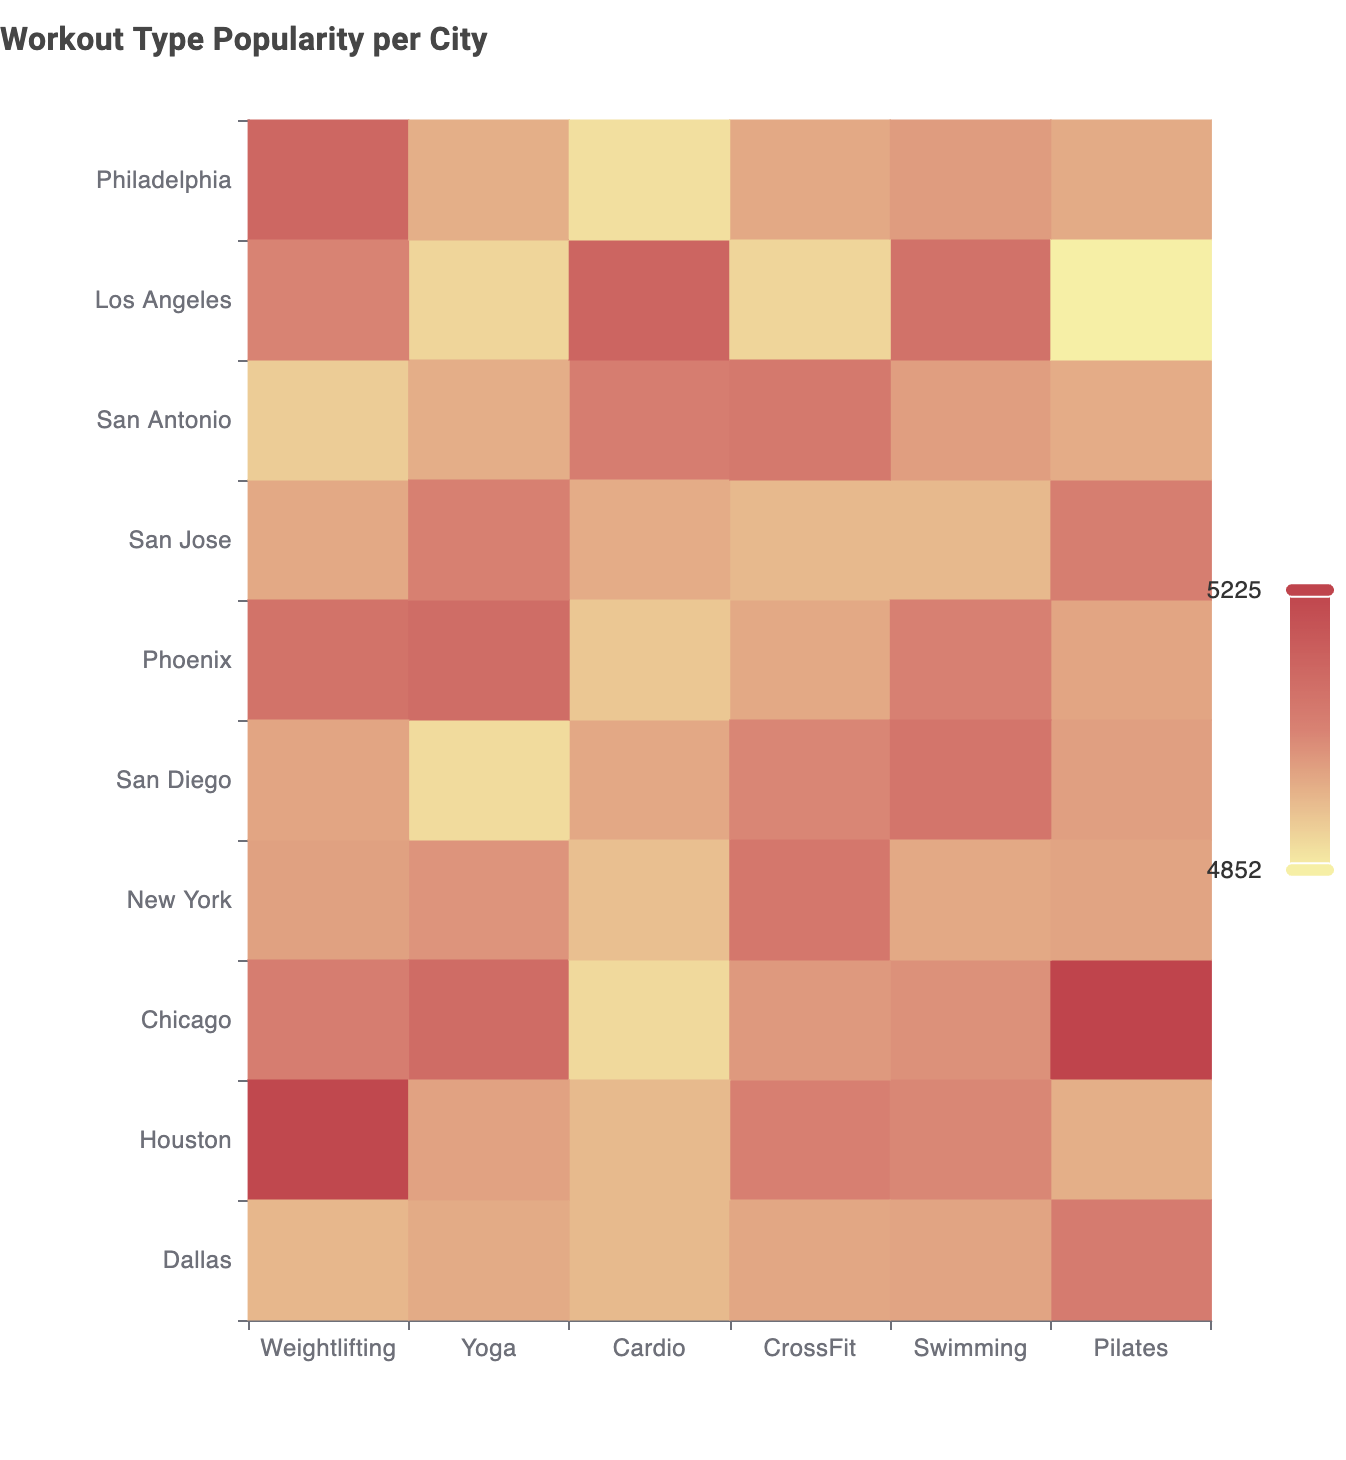 Workout Type Popularity per City
Philadelphia
Los Angeles
San Antonio
San Jose
Phoenix
San Diego
New York
Chicago
Houston
Dallas
5225
4852
Weightlifting Yoga Cardio CrossFit Swimming Pilates